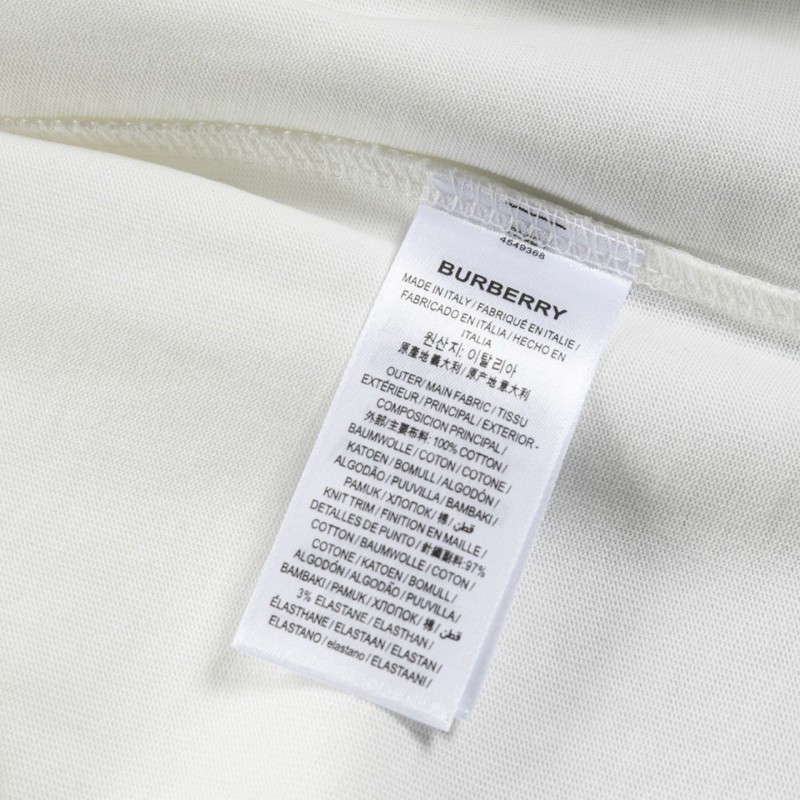 4549368
BURBERRY
MADE IN ITALY / FABRIQUÉ EN ITALIE /
FABRICADO EN ITÁLIA / HECHO EN
ITALIA
원산지: 이탈리아
原產地義大利 / 原产地意大利
OUTER/ MAIN FABRIC / TISSU
EXTÉRIEUR / PRINCIPAL / EXTERIOR-
COMPOSICION PRINCIPAL /
外部/主要布料: 100% COTTON /
BAUMWOLLE / COTON / COTONE /
KATOEN / BOMULL / ALGODÓN /
ALGODÃO / PUUVILLA / BAMBAKI /
PAMUK / ХЛОПОК / 棉 / قطن
KNIT TRIM / FINITION EN MAILLE /
DETALLES DE PUNTO / 針織副料: 97%
COTTON / BAUMWOLLE / COTON /
COTONE / KATOEN / BOMULL /
ALGODÓN / ALGODÃO / PUUVILLA /
BAMBAKI / PAMUK / ХЛОПОК / 棉 / قطن
3% ELASTANE / ELASTHAN /
ÉLASTHANE / ELASTAAN / ELASTAN /
ELASTANO / elastano / ELASTAANI /